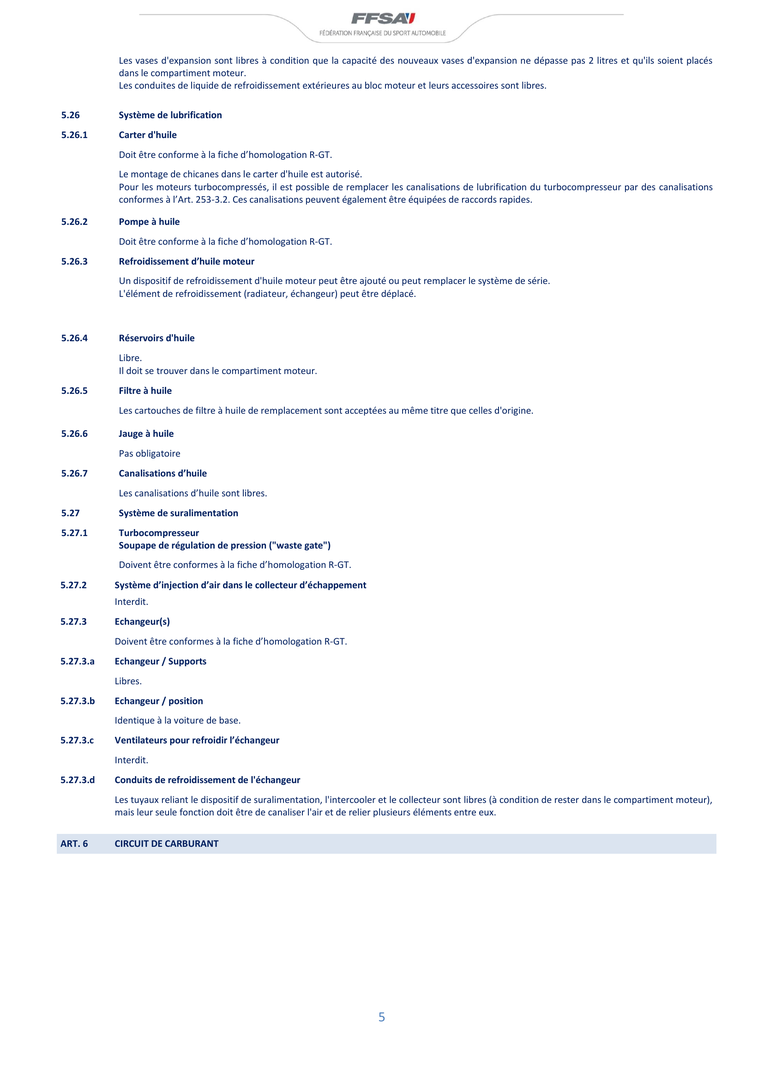 FFSA
FÉDÉRATION FRANÇAISE DU SPORT AUTOMOBILE
Les vases d'expansion sont libres à condition que la capacité des nouveaux vases d'expansion ne dépasse pas 2 litres et qu'ils soient placés
dans le compartiment moteur.
Les conduites de liquide de refroidissement extérieures au bloc moteur et leurs accessoires sont libres.
5.26 Système de lubrification
5.26.1 Carter d'huile
Doit être conforme à la fiche d’homologation R-GT.
Le montage de chicanes dans le carter d'huile est autorisé.
Pour les moteurs turbocompressés, il est possible de remplacer les canalisations de lubrification du turbocompresseur par des canalisations
conformes à l’Art. 253-3.2. Ces canalisations peuvent également être équipées de raccords rapides.
5.26.2 Pompe à huile
Doit être conforme à la fiche d’homologation R-GT.
5.26.3 Refroidissement d’huile moteur
Un dispositif de refroidissement d'huile moteur peut être ajouté ou peut remplacer le système de série.
L'élément de refroidissement (radiateur, échangeur) peut être déplacé.
5.26.4 Réservoirs d'huile
Libre.
Il doit se trouver dans le compartiment moteur.
5.26.5 Filtre à huile
Les cartouches de filtre à huile de remplacement sont acceptées au même titre que celles d'origine.
5.26.6 Jauge à huile
Pas obligatoire
5.26.7 Canalisations d’huile
Les canalisations d’huile sont libres.
5.27 Système de suralimentation
5.27.1 Turbocompresseur
Soupape de régulation de pression ("waste gate")
Doivent être conformes à la fiche d’homologation R-GT.
5.27.2 Système d’injection d’air dans le collecteur d’échappement
Interdit.
5.27.3 Echangeur(s)
Doivent être conformes à la fiche d’homologation R-GT.
5.27.3.a Echangeur / Supports
Libres.
5.27.3.b Echangeur / position
Identique à la voiture de base.
5.27.3.c Ventilateurs pour refroidir l’échangeur
Interdit.
5.27.3.d Conduits de refroidissement de l'échangeur
Les tuyaux reliant le dispositif de suralimentation, l'intercooler et le collecteur sont libres (à condition de rester dans le compartiment moteur),
mais leur seule fonction doit être de canaliser l'air et de relier plusieurs éléments entre eux.
ART. 6 CIRCUIT DE CARBURANT
5